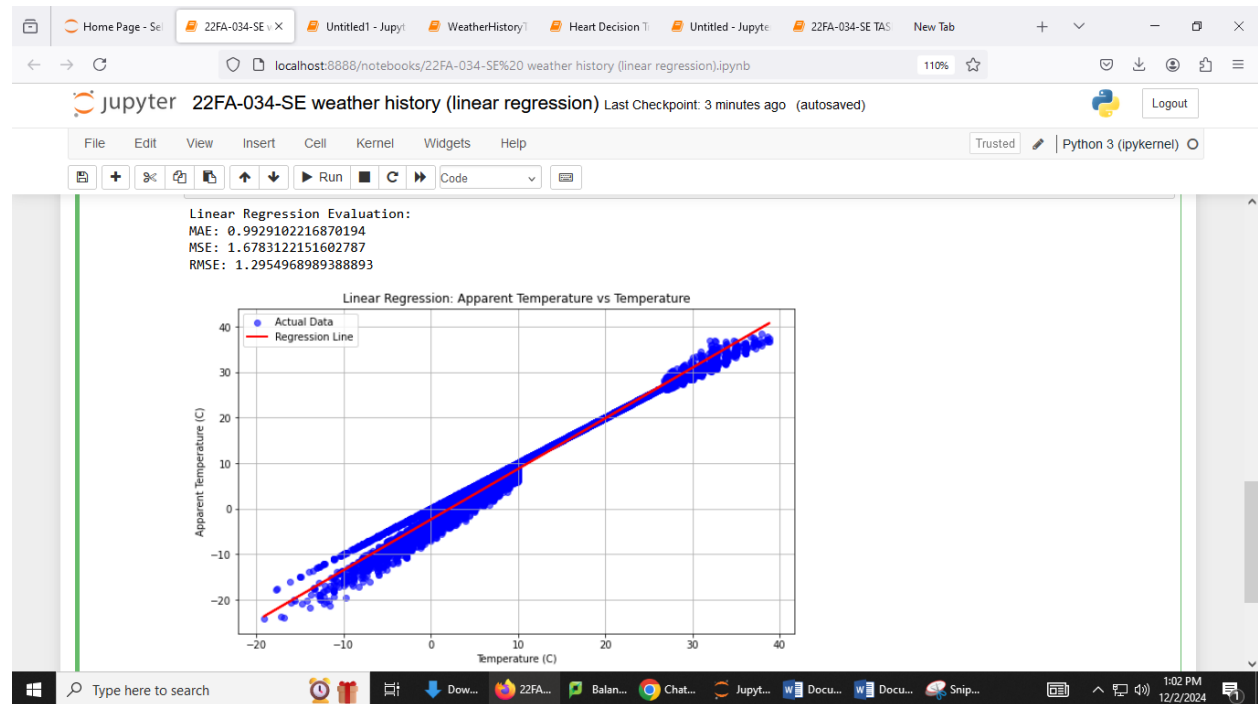 Home Page - Sel
22FA-034-SE v
Untitled1 - Jupyt
WeatherHistoryT
Heart Decision T
Untitled - Jupyte
22FA-034-SE TAS
New Tab
localhost:8888/notebooks/22FA-034-SE%20 weather history (linear regression).ipynb
110%
jupyter 22FA-034-SE weather history (linear regression) Last Checkpoint: 3 minutes ago (autosaved)
Logout
File Edit View Insert Cell Kernel Widgets Help
Trusted
Python 3 (ipykernel)
Run
Code
Linear Regression Evaluation:
MAE: 0.9929102216870194
MSE: 1.6783122151602787
RMSE: 1.2954968989388893
Linear Regression: Apparent Temperature vs Temperature
Actual Data
Regression Line
40
30
20
10
0
−10
−20
Apparent Temperature (C)
−20 −10 0 10 20 30 40
Temperature (C)
Type here to search
Dow...
22FA...
Balan...
Chat...
Jupyt...
Docu...
Docu...
Snip...
1:02 PM
12/2/2024
1